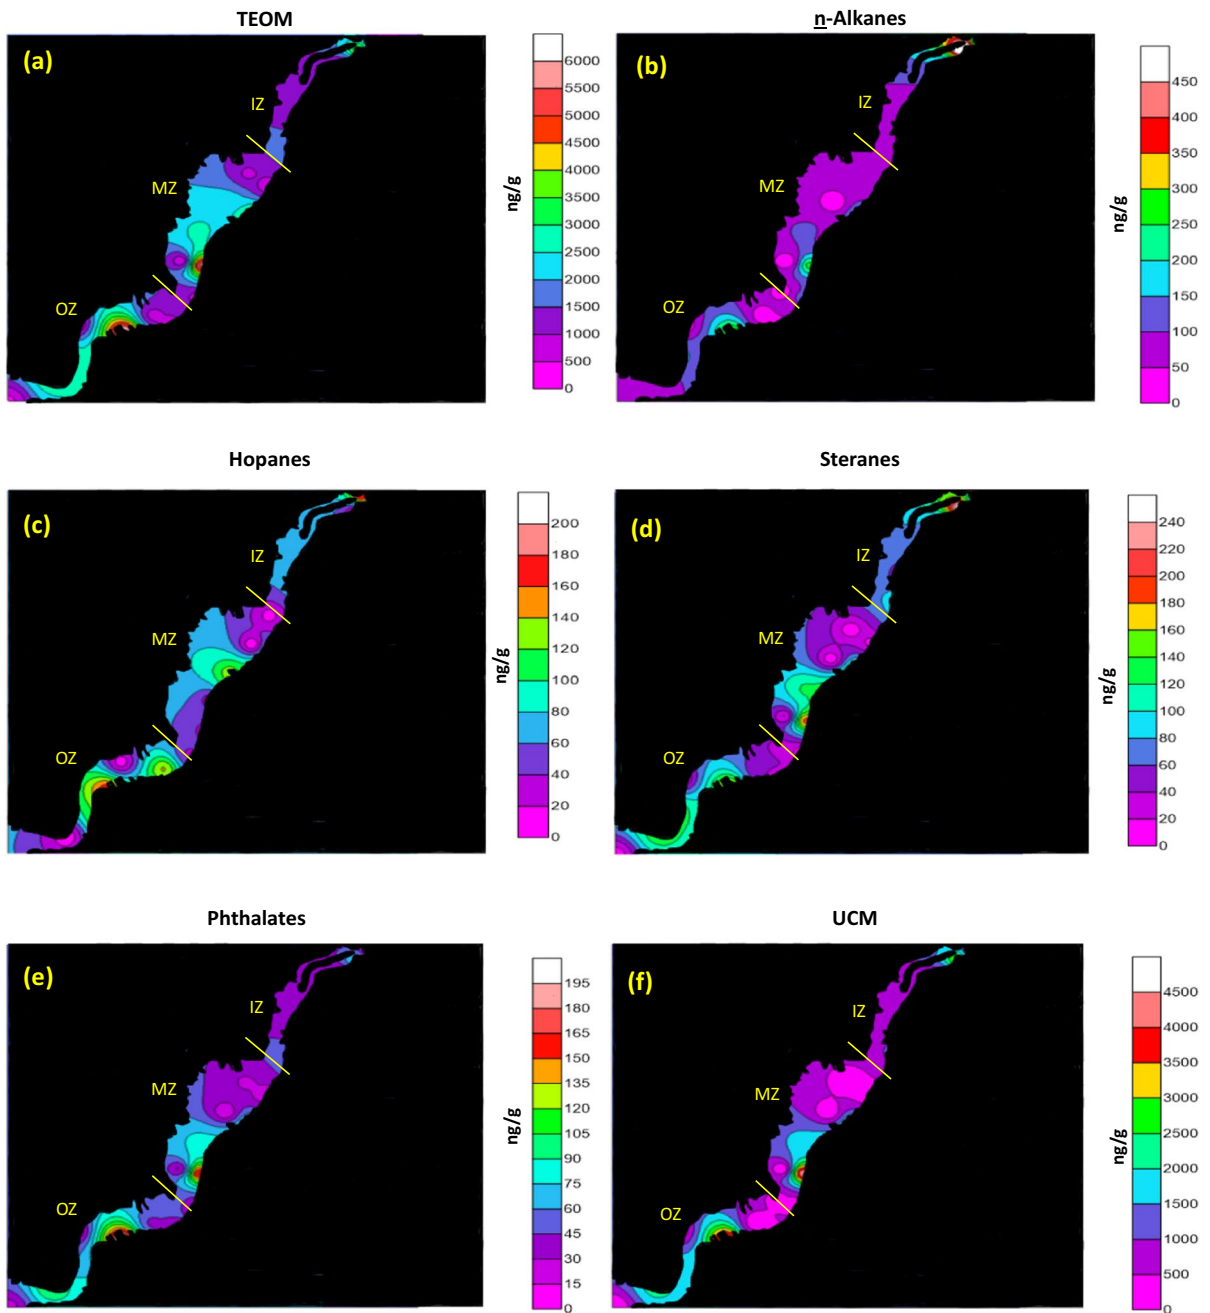 TEOM
(a)
IZ
MZ
OZ
ng/g
6000
5500
5000
4500
4000
3500
3000
2500
2000
1500
1000
500
0
n-Alkanes
(b)
IZ
MZ
OZ
ng/g
450
400
350
300
250
200
150
100
50
0
Hopanes
(c)
IZ
MZ
OZ
ng/g
200
180
160
140
120
100
80
60
40
20
0
Steranes
(d)
IZ
MZ
OZ
ng/g
240
220
200
180
160
140
120
100
80
60
40
20
0
Phthalates
(e)
IZ
MZ
OZ
ng/g
195
180
165
150
135
120
105
90
75
60
45
30
15
0
UCM
(f)
IZ
MZ
OZ
ng/g
4500
4000
3500
3000
2500
2000
1500
1000
500
0